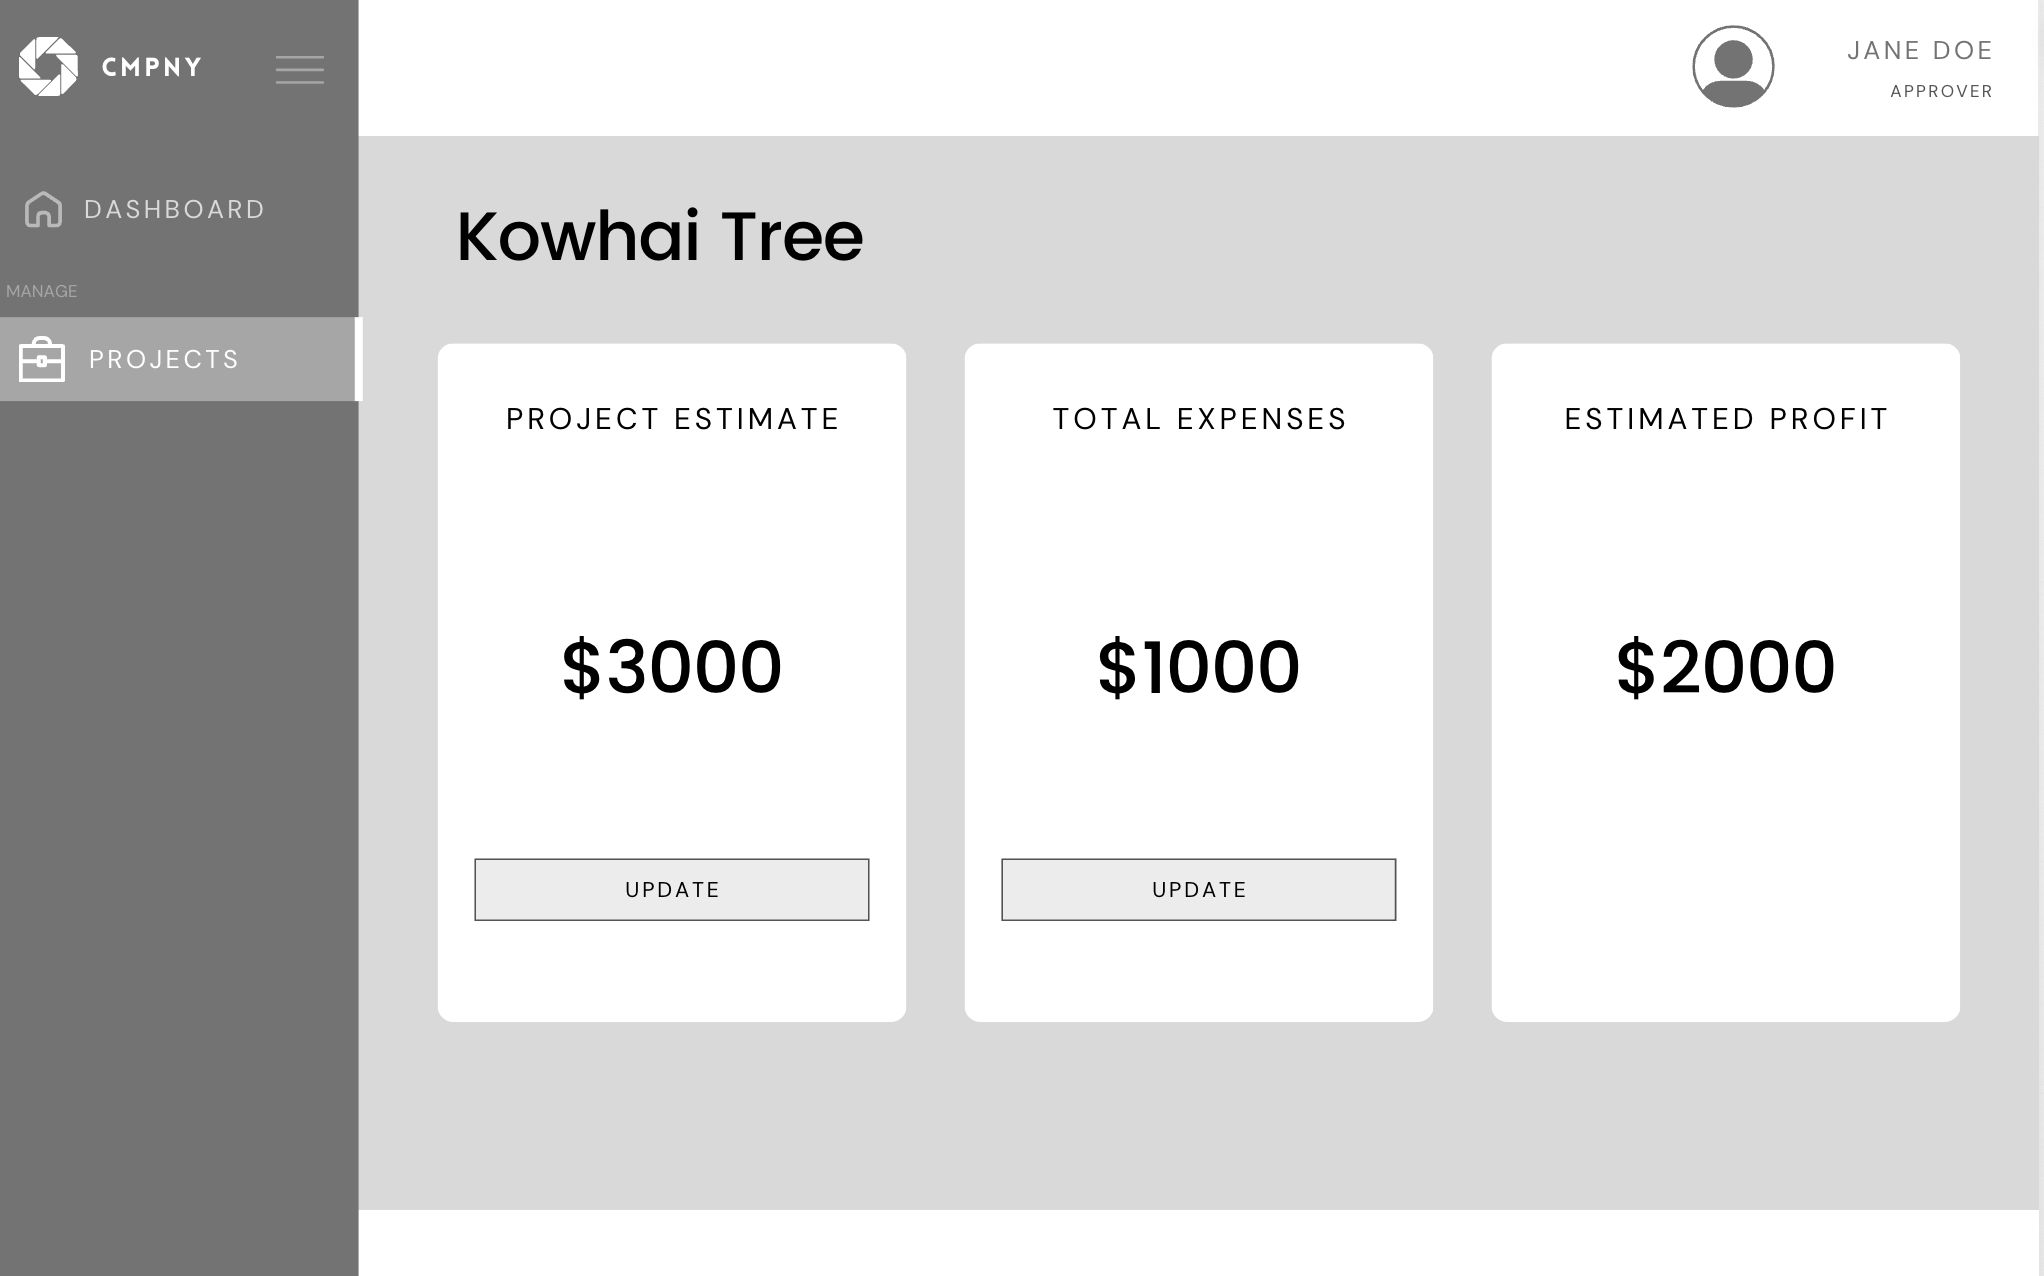 CMPNY
JANE DOE
APPROVER
DASHBOARD
MANAGE
PROJECTS
Kowhai Tree
PROJECT ESTIMATE
$3000
UPDATE
TOTAL EXPENSES
$1000
UPDATE
ESTIMATED PROFIT
$2000